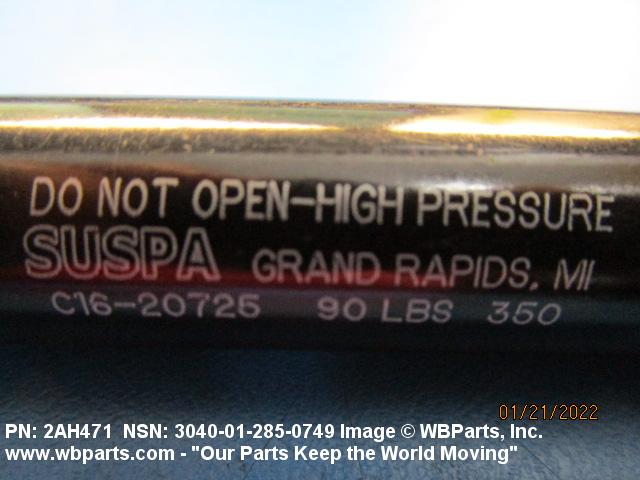 DO NOT OPEN-HIGH PRESSURE
SUSPA GRAND RAPIDS, MI
C16-20725 90 LBS 350
01/21/2022
PN: 2AH471 NSN: 3040-01-285-0749 Image © WBParts, Inc.
www.wbparts.com - "Our Parts Keep the World Moving"